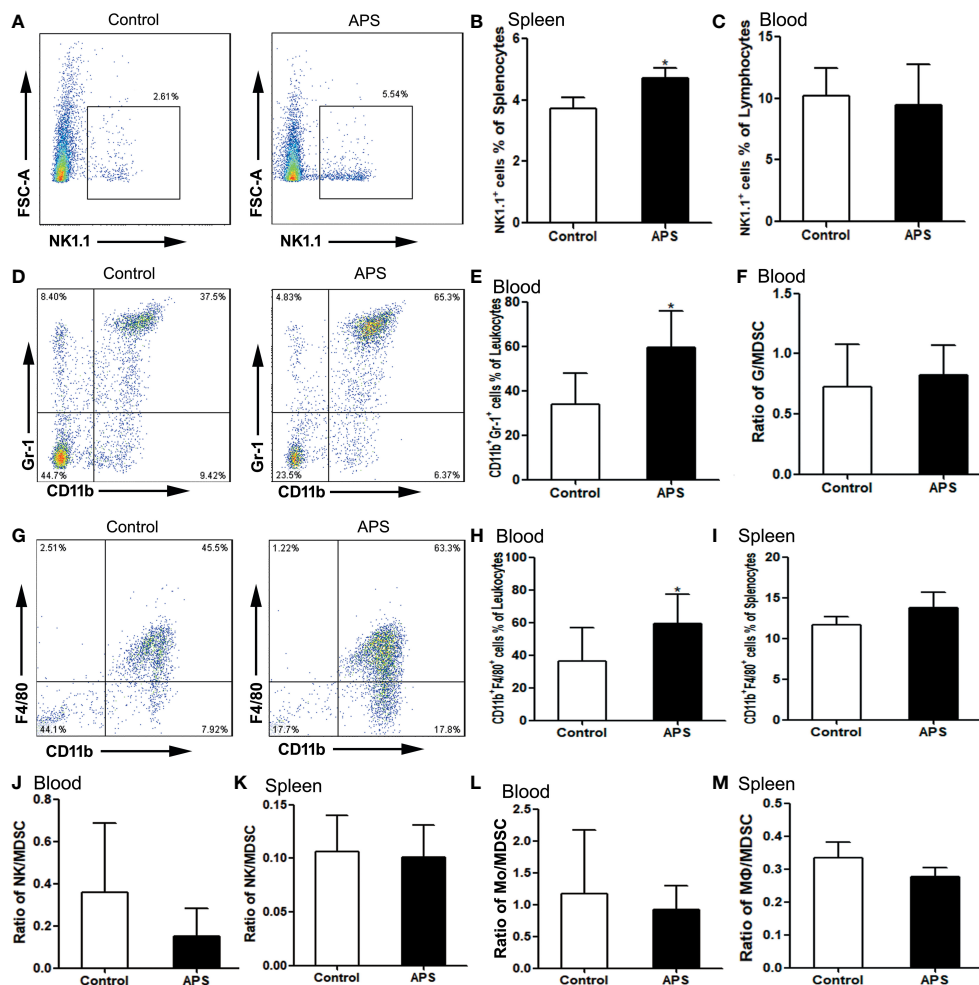 A
Control
APS
2.61%
5.54%
FSC-A
NK1.1
FSC-A
NK1.1
B
Spleen
NK1.1+ cells % of Splenocytes
6
4
2
0
*
Control
APS
C
Blood
NK1.1+ cells % of Lymphocytes
15
10
5
0
Control
APS
D
Control
APS
8.40%
37.5%
44.7%
9.42%
Gr-1
CD11b
4.83%
65.3%
23.5%
6.37%
Gr-1
CD11b
E
Blood
CD11b+Gr-1+ cells % of Leukocytes
80
60
40
20
0
*
Control
APS
F
Blood
Ratio of G/MDSC
1.5
1.0
0.5
0.0
Control
APS
G
Control
APS
2.51%
45.5%
44.1%
7.92%
F4/80
CD11b
1.22%
63.3%
17.7%
17.8%
F4/80
CD11b
H
Blood
CD11b+F4/80+ cells % of Leukocytes
100
80
60
40
20
0
*
Control
APS
I
Spleen
CD11b+F4/80+ cells % of Splenocytes
20
15
10
5
0
Control
APS
J
Blood
Ratio of NK/MDSC
0.8
0.6
0.4
0.2
0.0
Control
APS
K
Spleen
Ratio of NK/MDSC
0.15
0.10
0.05
0.00
Control
APS
L
Blood
Ratio of Mo/MDSC
2.5
2.0
1.5
1.0
0.5
0.0
Control
APS
M
Spleen
Ratio of MΦ/MDSC
0.5
0.4
0.3
0.2
0.1
0.0
Control
APS